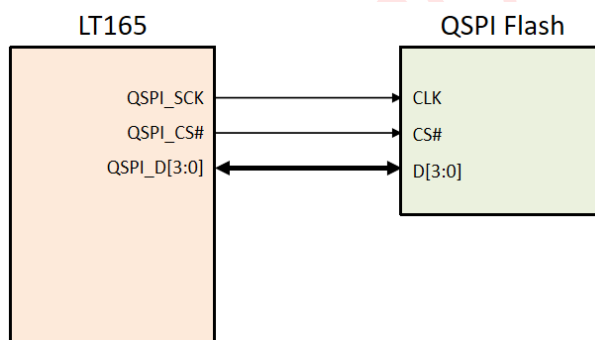 LT165
QSPI Flash
QSPI_SCK
CLK
QSPI_CS#
CS#
QSPI_D[3:0]
D[3:0]